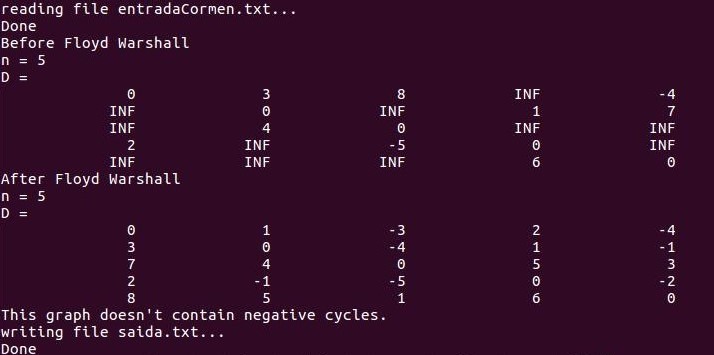 reading file entradaCormen.txt...
Done
Before Floyd Warshall
n = 5
D =
0 3 8 INF -4
INF 0 INF 1 7
INF 4 0 INF INF
2 INF -5 0 INF
INF INF INF 6 0
After Floyd Warshall
n = 5
D =
0 1 -3 2 -4
3 0 -4 1 -1
7 4 0 5 3
2 -1 -5 0 -2
8 5 1 6 0
This graph doesn't contain negative cycles.
writing file saida.txt...
Done